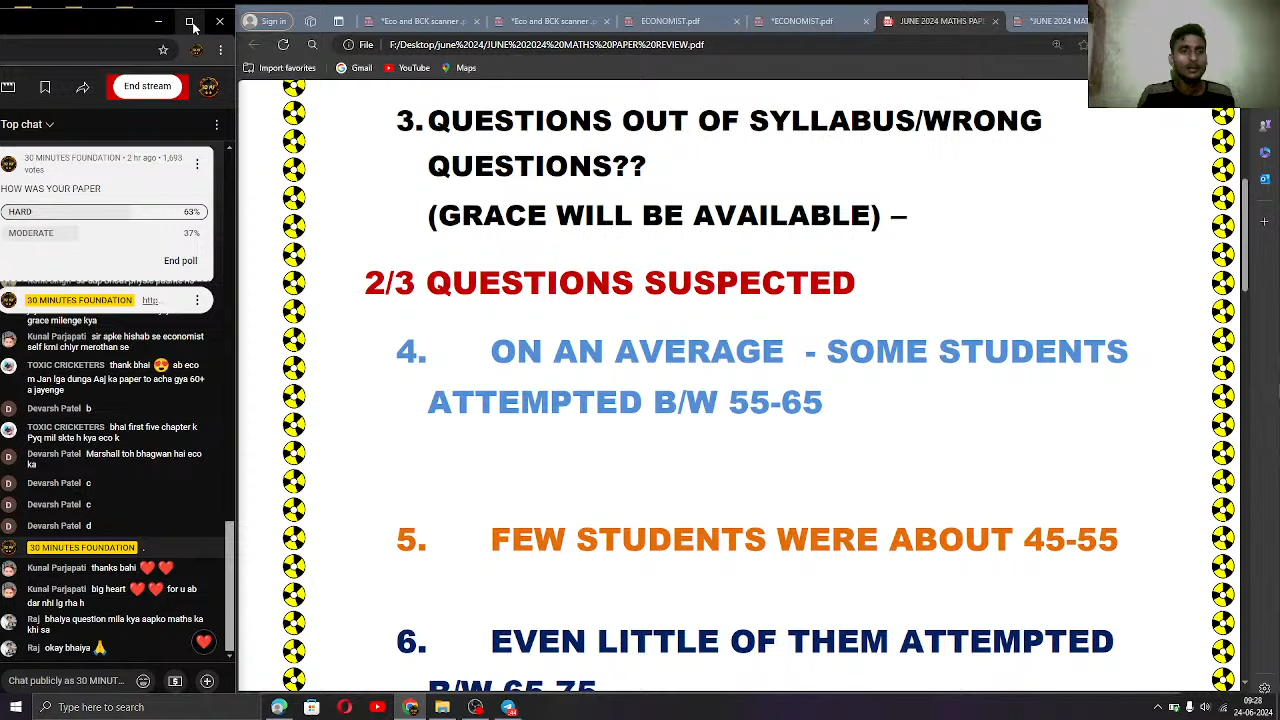 Sign in
*Eco and BCK scanner .p
*Eco and BCK scanner .p
ECONOMIST.pdf
*ECONOMIST.pdf
JUNE 2024 MATHS PAPER
*JUNE 2024 M
File
F:/Desktop/june%2024/JUNE%202024%20MATHS%20PAPER%20REVIEW.pdf
Import favorites
Gmail
YouTube
Maps
End stream
Top chat
30 MINUTES FOUNDATION • 2 hr ago • 1,693
votes
HOW WAS YOUR PAPER
HARD 63%
MODERATE 37%
End poll
30 MINUTES FOUNDATION http...
grace milenge kya
Kunal Parjapati sir apke hishab se economist
self krni chlyr merothan se
TOXIC CRICKETERS thank bhai 😍 ab eco
m Jan lga dunga Aaj ka paper to acha gya 60+
a jayenge
Devarsh Patel b
TOXIC CRICKETERS bhai first five chapter k
Pyq mil skte h kya eco k
Devarsh Patel Marshall toh bhagwan hai eco
ka
Devarsh Patel c
Devarsh Patel c
Devarsh Patel d
30 MINUTES FOUNDATION .
Kunal Parjapati thanks bahi ❤️❤️
Kunal Parjapati big heart ❤️❤️ for u ab
dar nhi lg rha h
Raj bhaiya question mila kya aapko maths ka
khi sa
Raj okay bhaiya 🙏
Chat publicly as 30 MINUT...
3. QUESTIONS OUT OF SYLLABUS/WRONG
QUESTIONS??
(GRACE WILL BE AVAILABLE) –
2/3 QUESTIONS SUSPECTED
4. ON AN AVERAGE - SOME STUDENTS
ATTEMPTED B/W 55-65
5. FEW STUDENTS WERE ABOUT 45-55
6. EVEN LITTLE OF THEM ATTEMPTED
B/W 65-75
Type here to search
09:28
24-06-2024